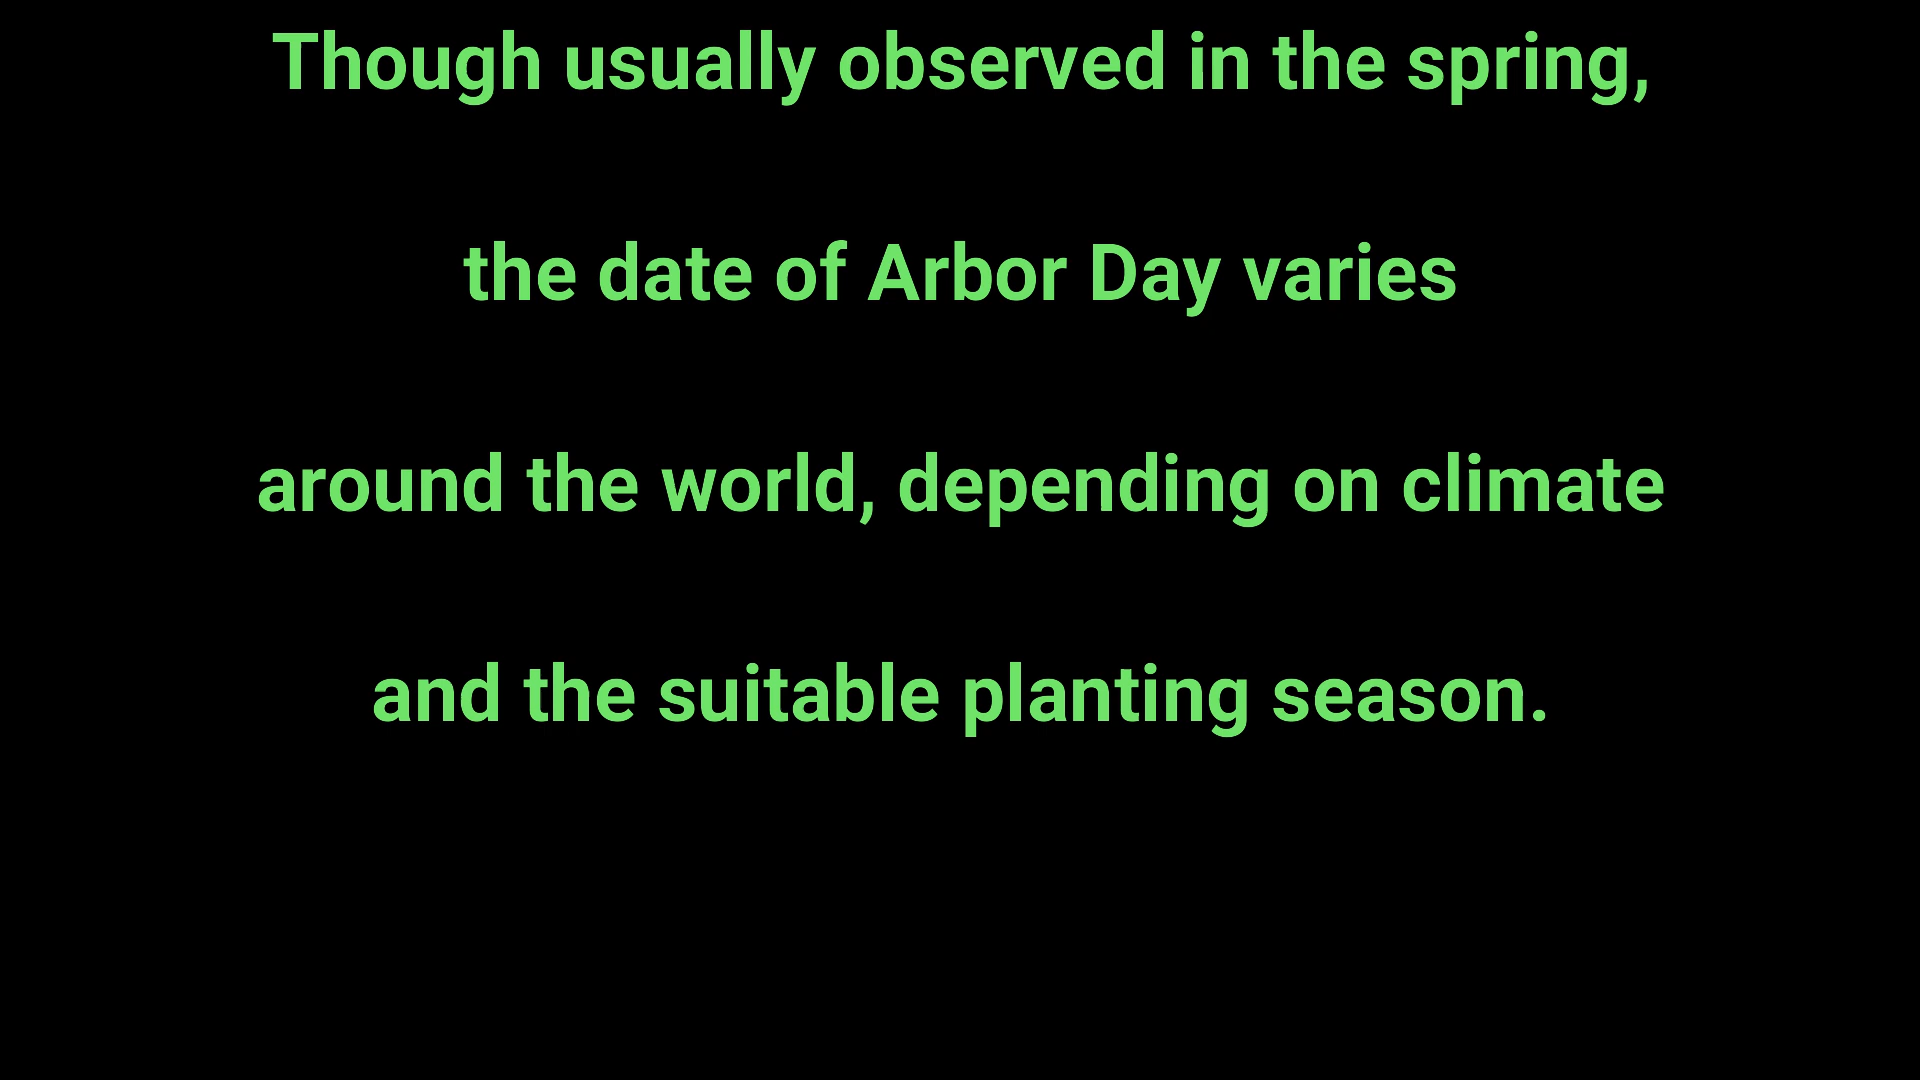 Though usually observed in the spring,
the date of Arbor Day varies
around the world, depending on climate
and the suitable planting season.